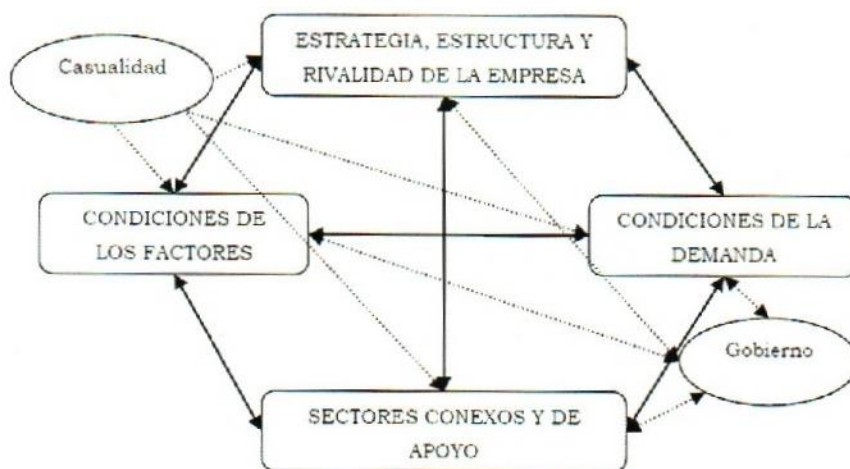 ESTRATEGIA, ESTRUCTURA Y
RIVALIDAD DE LA EMPRESA
Casualidad
CONDICIONES DE
LOS FACTORES
CONDICIONES DE LA
DEMANDA
Gobierno
SECTORES CONEXOS Y DE
APOYO